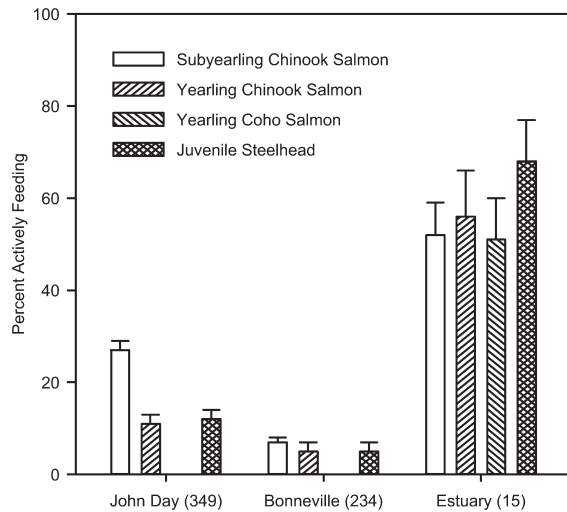 100
80
60
40
20
0
Percent Actively Feeding
Subyearling Chinook Salmon
Yearling Chinook Salmon
Yearling Coho Salmon
Juvenile Steelhead
John Day (349)
Bonneville (234)
Estuary (15)